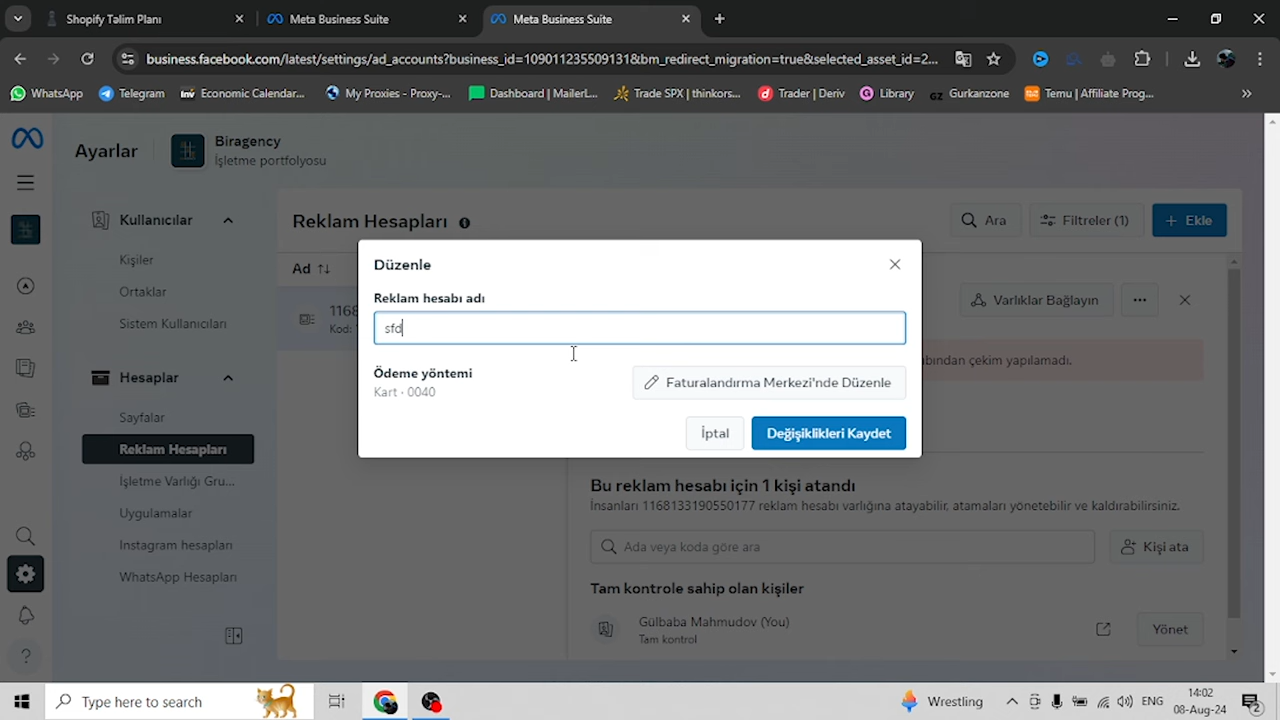 Shopify Təlim Planı
Meta Business Suite
Meta Business Suite
business.facebook.com/latest/settings/ad_accounts?business_id=109011235509131&bm_redirect_migration=true&selected_asset_id=2...
WhatsApp
Telegram
Economic Calendar...
My Proxies - Proxy-...
Dashboard | MailerL...
Trade SPX | thinkors...
Trader | Deriv
Library
Gurkanzone
Temu | Affiliate Prog...
Ayarlar
Biragency
İşletme portfolyosu
Kullanıcılar
Kişiler
Ortaklar
Sistem Kullanıcıları
Hesaplar
Sayfalar
Reklam Hesapları
İşletme Varlığı Gru...
Uygulamalar
Instagram hesapları
WhatsApp Hesapları
Reklam Hesapları
Ara
Filtreler (1)
+ Ekle
Ad
1168
Kod:
Varlıklar Bağlayın
abından çekim yapılamadı.
Düzenle
Reklam hesabı adı
sfd
Ödeme yöntemi
Kart · 0040
Faturalandırma Merkezi'nde Düzenle
İptal
Değişiklikleri Kaydet
Bu reklam hesabı için 1 kişi atandı
İnsanları 1168133190550177 reklam hesabı varlığına atayabilir, atamaları yönetebilir ve kaldırabilirsiniz.
Ada veya koda göre ara
Kişi ata
Tam kontrole sahip olan kişiler
Gülbaba Mahmudov (You)
Tam kontrol
Yönet
Type here to search
Wrestling
ENG
14:02
08-Aug-24
2